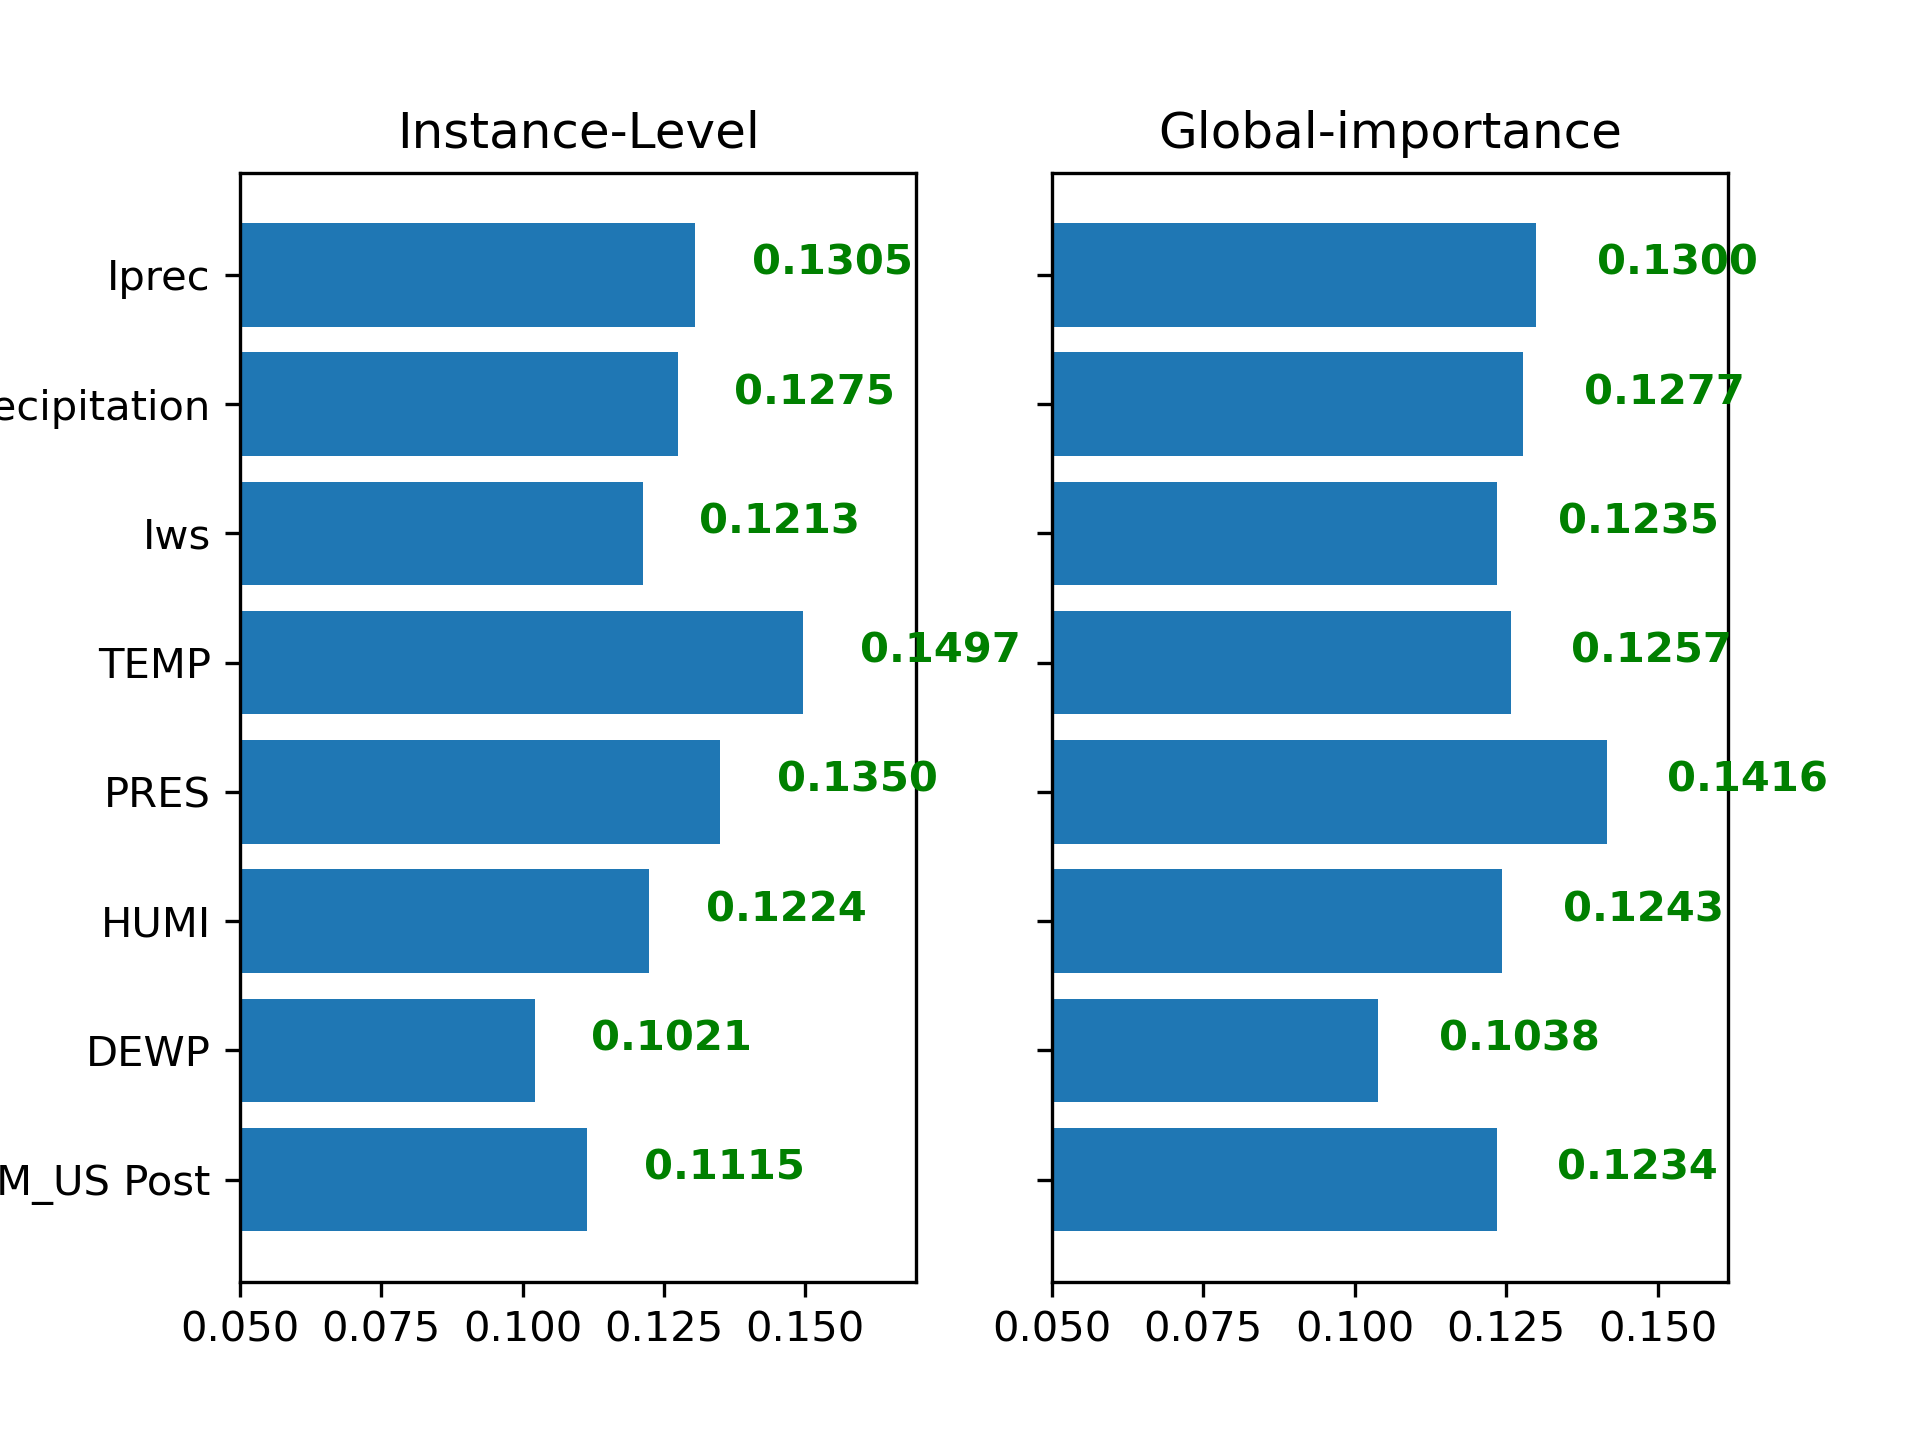 Instance-Level Global-importance
Iprec 0.1305 0.1300
ecipitation 0.1275 0.1277
Iws 0.1213 0.1235
TEMP 0.1497 0.1257
PRES 0.1350 0.1416
HUMI 0.1224 0.1243
DEWP 0.1021 0.1038
M_US Post 0.1115 0.1234
0.050 0.075 0.100 0.125 0.150 0.050 0.075 0.100 0.125 0.150